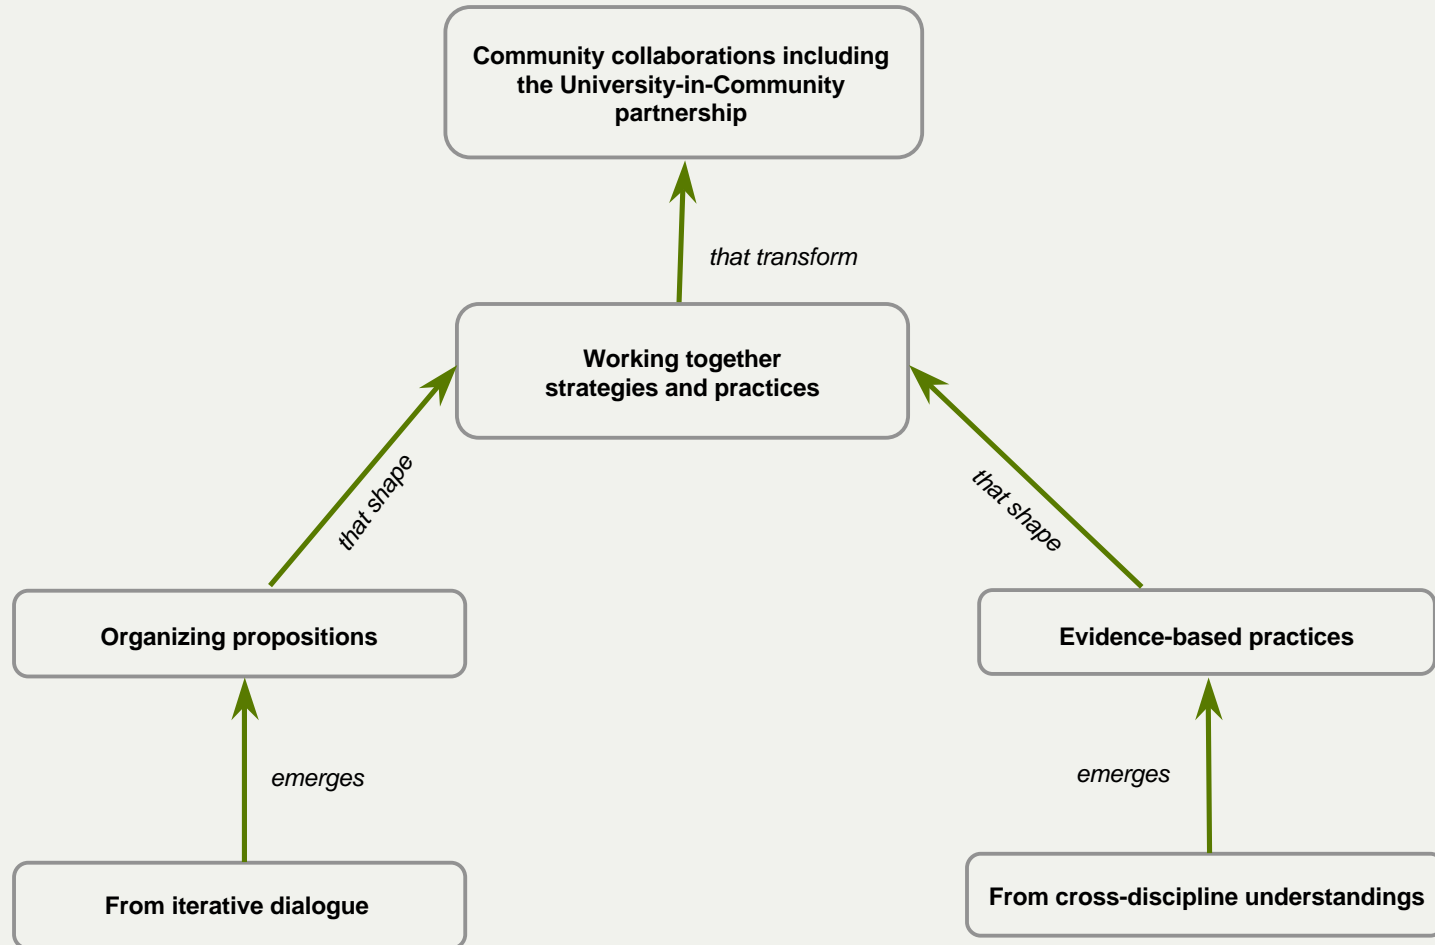 Community collaborations including
the University-in-Community
partnership
that transform
Working together
strategies and practices
that shape
that shape
Organizing propositions
Evidence-based practices
emerges
emerges
From iterative dialogue
From cross-discipline understandings